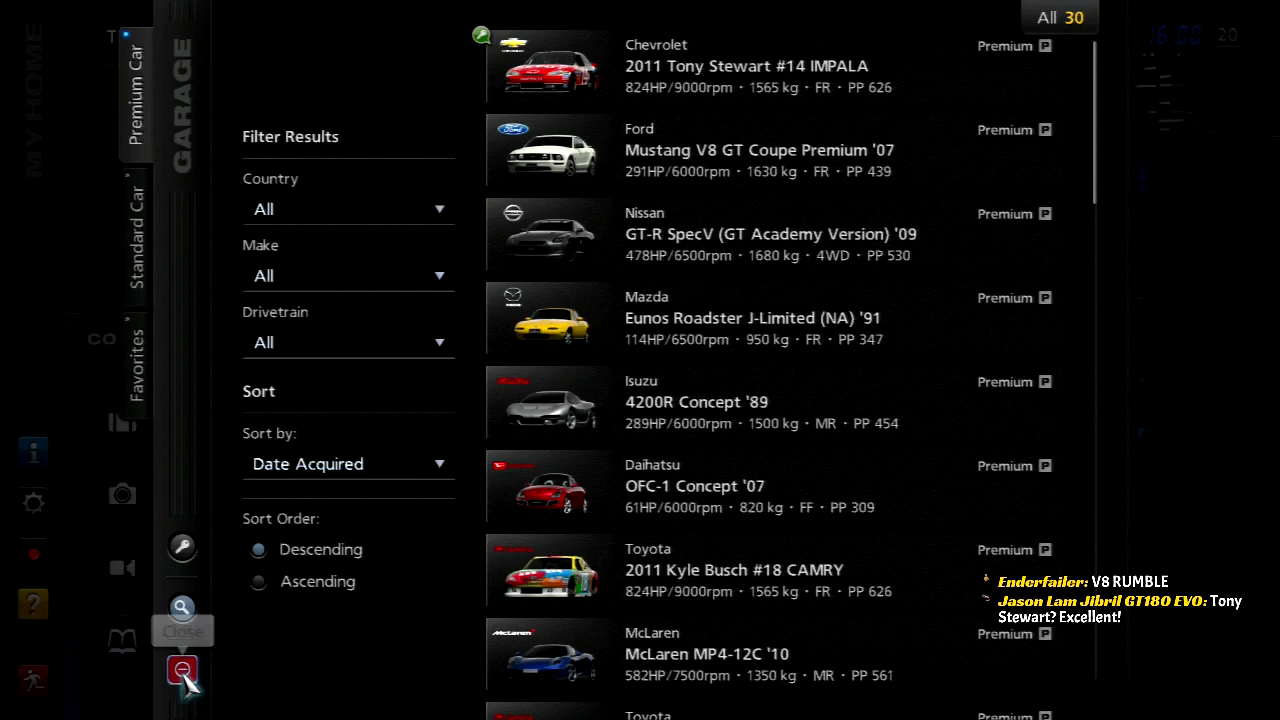 MY HOME
T
Premium Car
GARAGE
Standard Car
Favorites
CO
Close
Filter Results
Country
All
Make
All
Drivetrain
All
Sort
Sort by:
Date Acquired
Sort Order:
Descending
Ascending
All 30
16:00 20
Chevrolet
2011 Tony Stewart #14 IMPALA
824HP/9000rpm・1565 kg・FR・PP 626
Premium P
Ford
Mustang V8 GT Coupe Premium '07
291HP/6000rpm・1630 kg・FR・PP 439
Premium P
Nissan
GT-R SpecV (GT Academy Version) '09
478HP/6500rpm・1680 kg・4WD・PP 530
Premium P
Mazda
Eunos Roadster J-Limited (NA) '91
114HP/6500rpm・950 kg・FR・PP 347
Premium P
Isuzu
4200R Concept '89
289HP/6000rpm・1500 kg・MR・PP 454
Premium P
Daihatsu
OFC-1 Concept '07
61HP/6000rpm・820 kg・FF・PP 309
Premium P
Toyota
2011 Kyle Busch #18 CAMRY
824HP/9000rpm・1565 kg・FR・PP 626
Premium P
McLaren
McLaren MP4-12C '10
582HP/7500rpm・1350 kg・MR・PP 561
Premium P
Toyota
Premium P
Enderfailer: V8 RUMBLE
Jason Lam Jibril GT180 EVO: Tony
Stewart? Excellent!